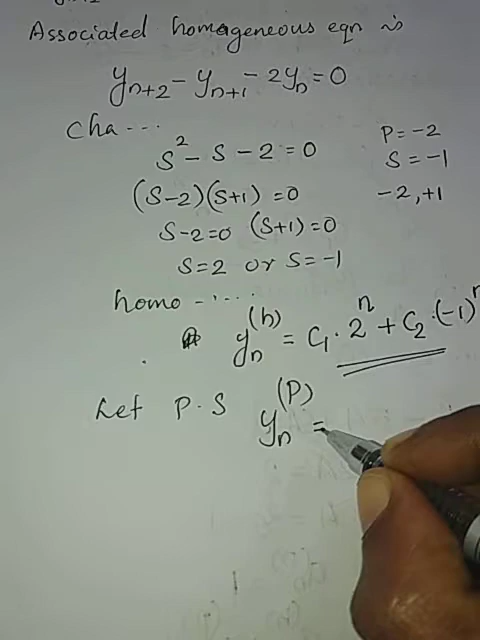 Associated homogeneous eqn is
yₙ₊₂ - yₙ₊₁ - 2yₙ = 0
cha....
s² - s - 2 = 0
P = -2
(s-2)(s+1) = 0
S = -1
s-2=0 (s+1)=0
-2, +1
s=2 or s=-1
homo -....
yₙ⁽ʰ⁾ = C₁·2ⁿ + C₂·(-1)ⁿ
Let P.S yₙ⁽ᴾ⁾ =